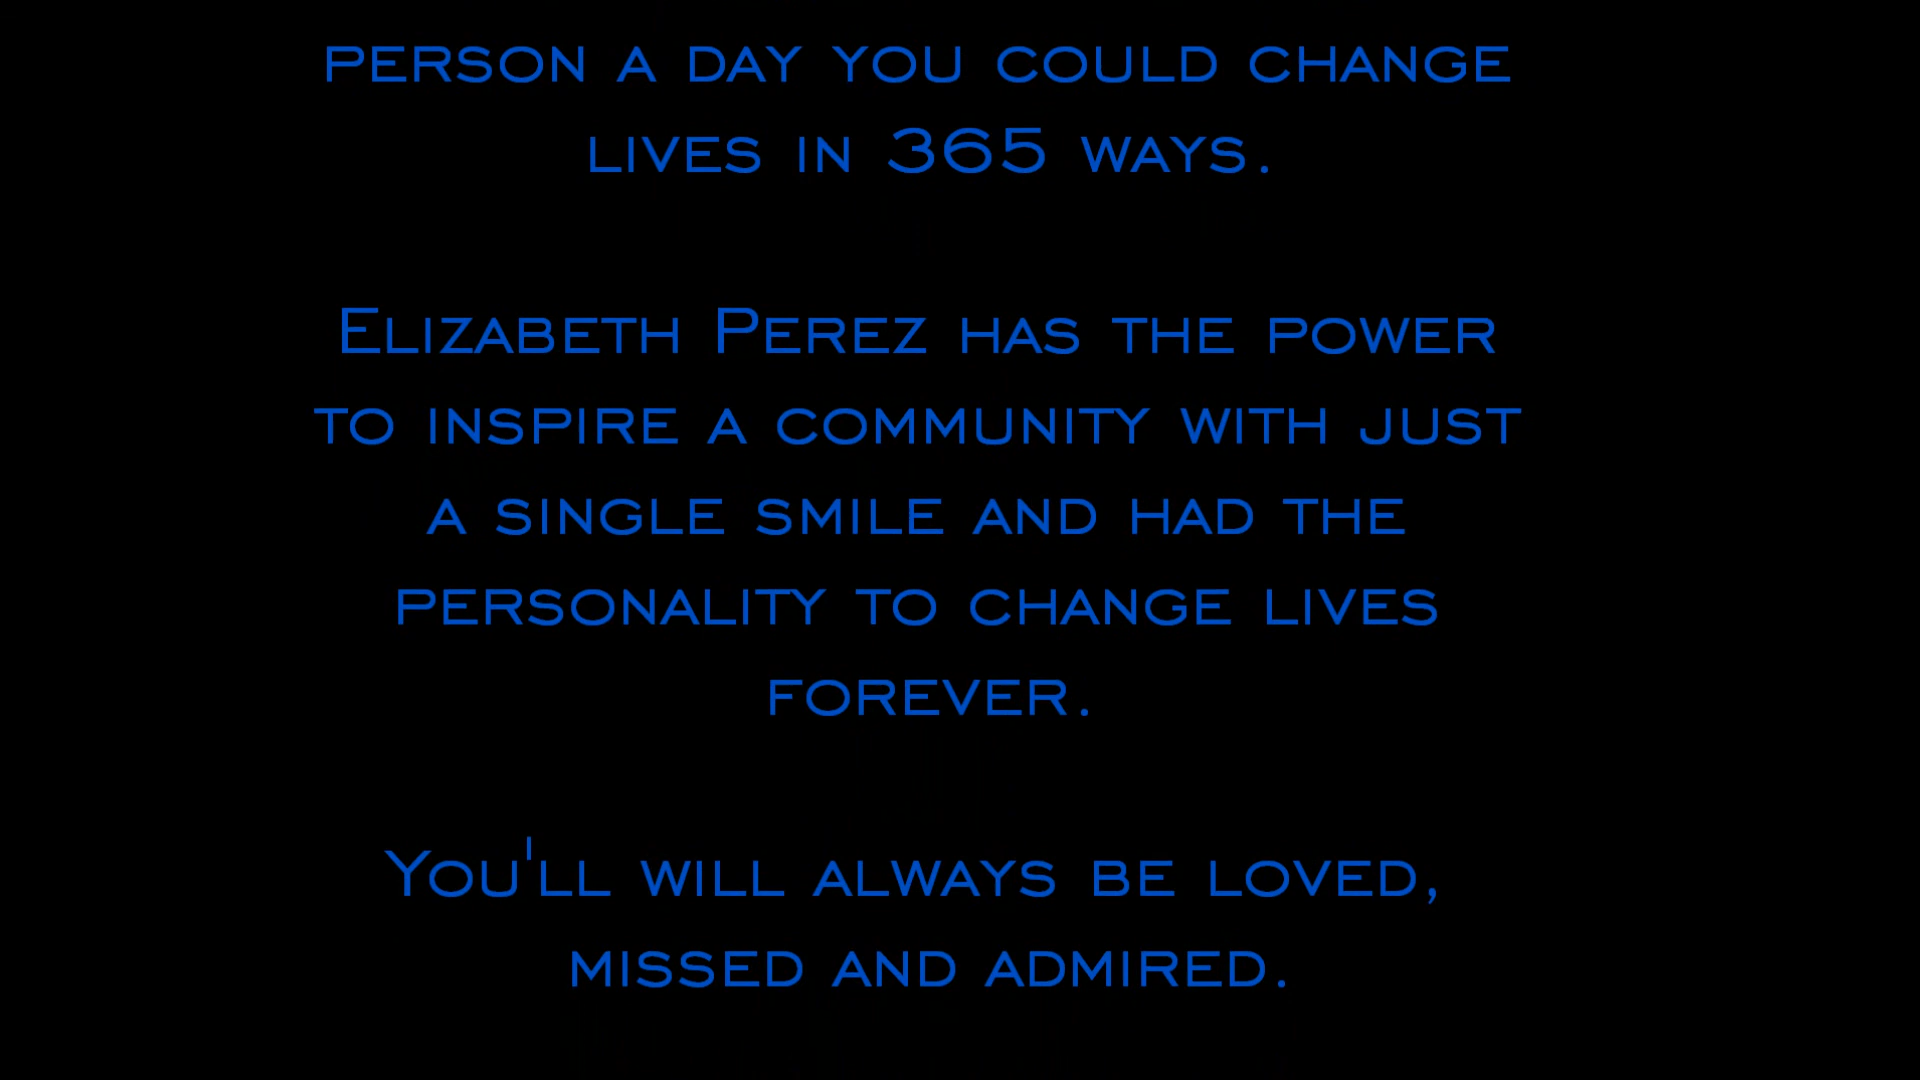 PERSON A DAY YOU COULD CHANGE
LIVES IN 365 WAYS.
ELIZABETH PEREZ HAS THE POWER
TO INSPIRE A COMMUNITY WITH JUST
A SINGLE SMILE AND HAD THE
PERSONALITY TO CHANGE LIVES
FOREVER.
YOU'LL WILL ALWAYS BE LOVED,
MISSED AND ADMIRED.